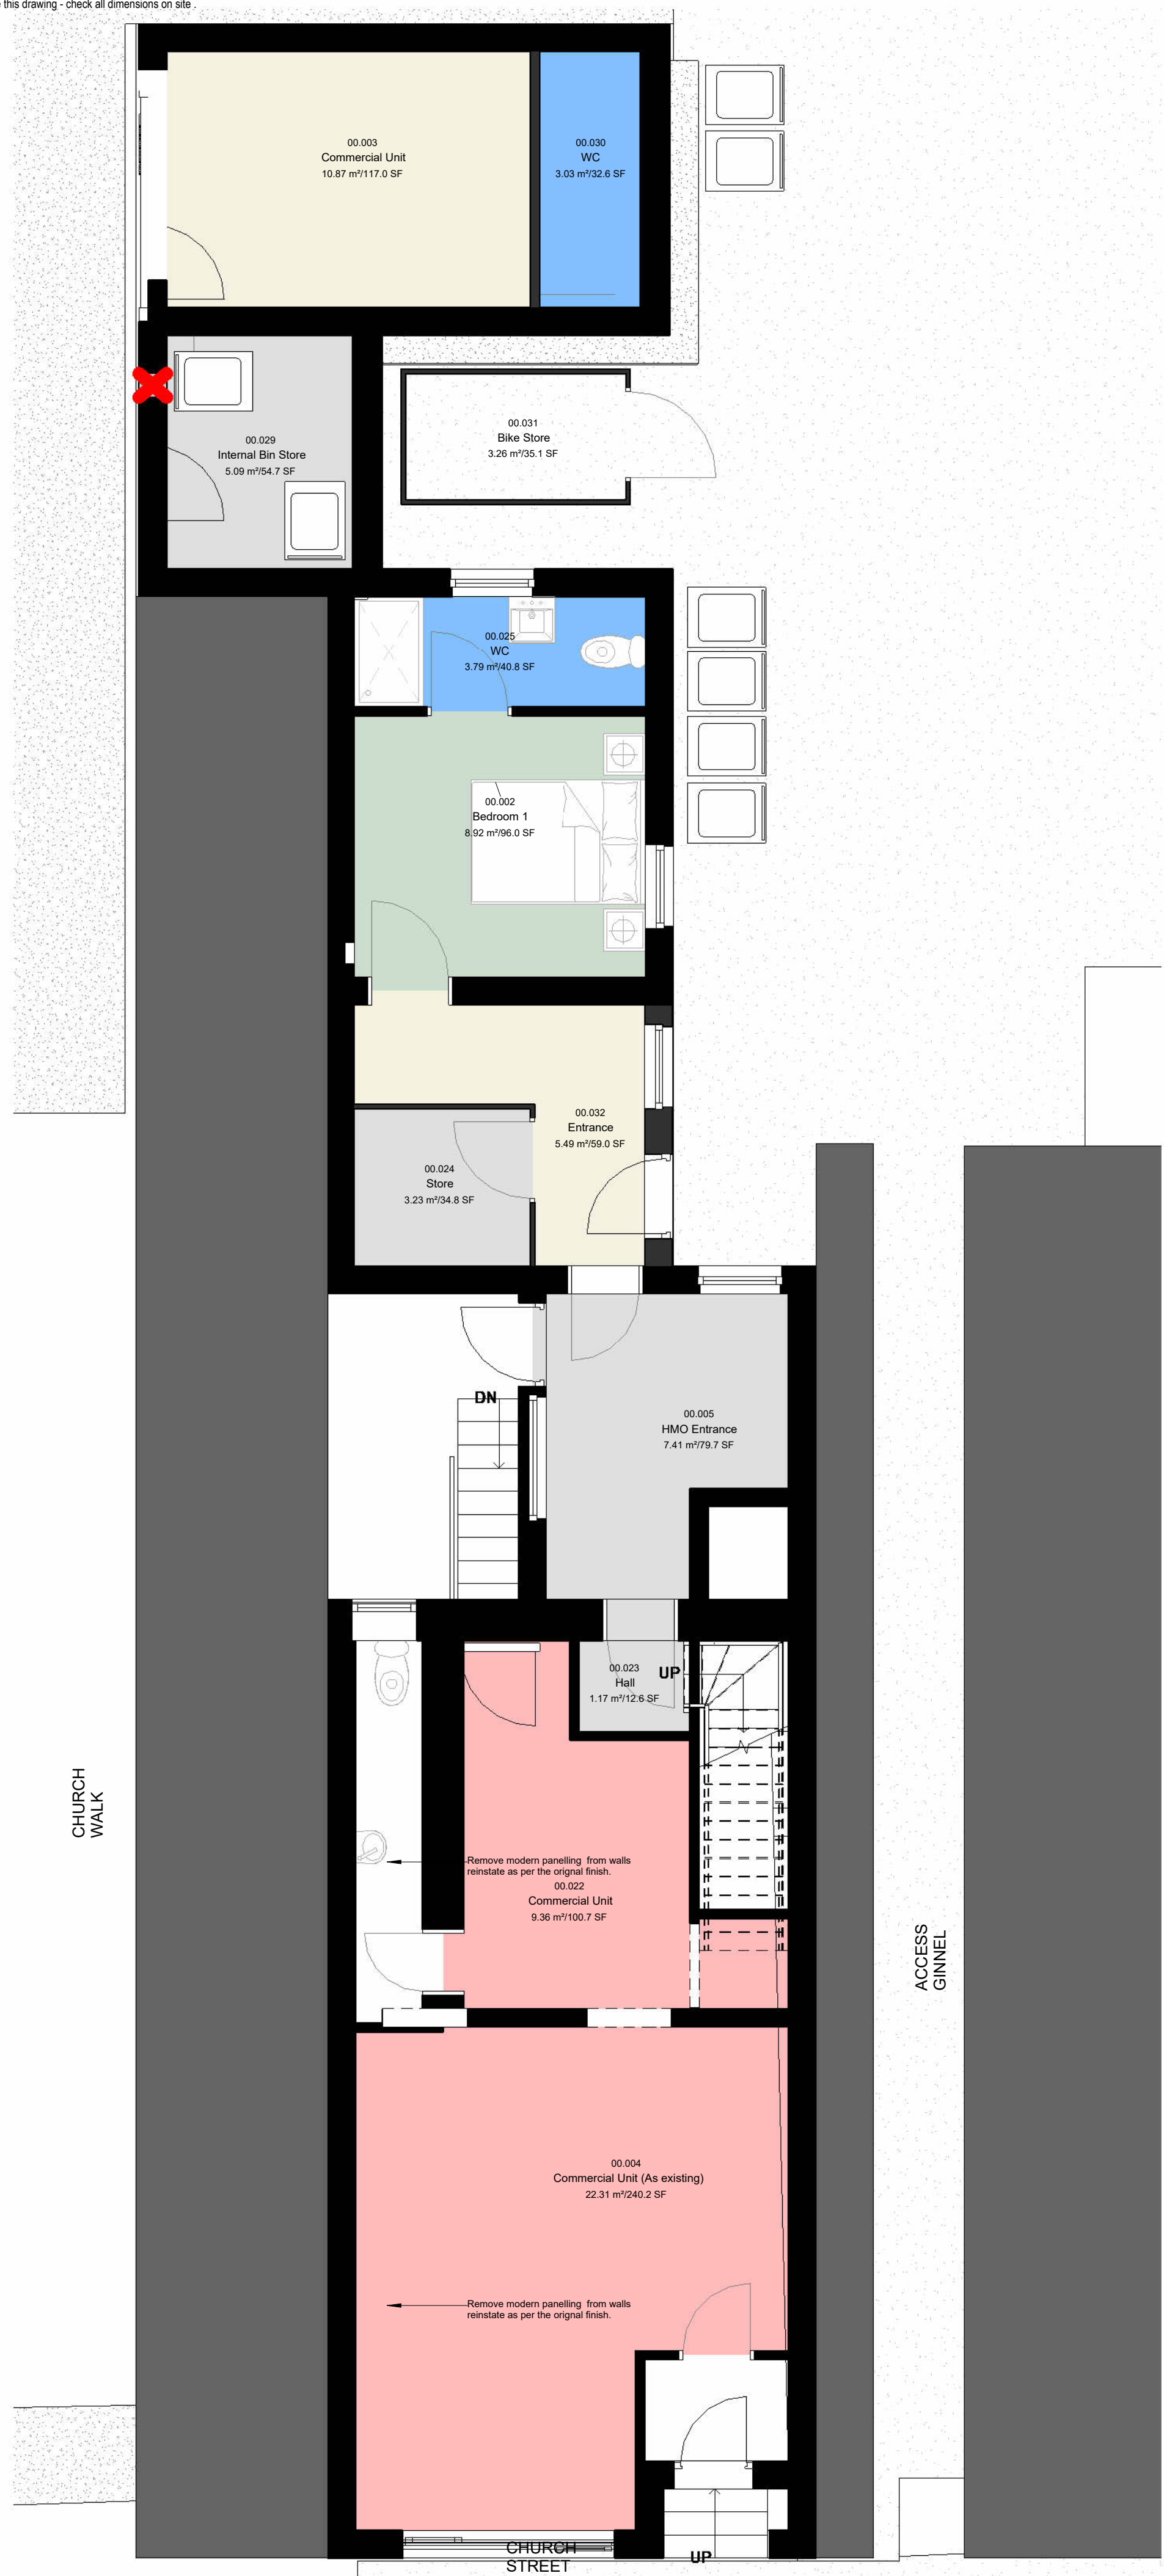 this drawing - check all dimensions on site .
00.003
Commercial Unit
10.87 m²/117.0 SF
00.030
WC
3.03 m²/32.6 SF
00.031
Bike Store
3.26 m²/35.1 SF
00.029
Internal Bin Store
5.09 m²/54.7 SF
00.025
WC
3.79 m²/40.8 SF
00.002
Bedroom 1
8.92 m²/96.0 SF
00.032
Entrance
5.49 m²/59.0 SF
00.024
Store
3.23 m²/34.8 SF
DN
00.005
HMO Entrance
7.41 m²/79.7 SF
00.023
Hall
1.17 m²/12.6 SF
UP
CHURCH
WALK
Remove modern panelling from walls
reinstate as per the orignal finish.
00.022
Commercial Unit
9.36 m²/100.7 SF
ACCESS
GINNEL
00.004
Commercial Unit (As existing)
22.31 m²/240.2 SF
Remove modern panelling from walls
reinstate as per the orignal finish.
CHURCH
STREET
UP